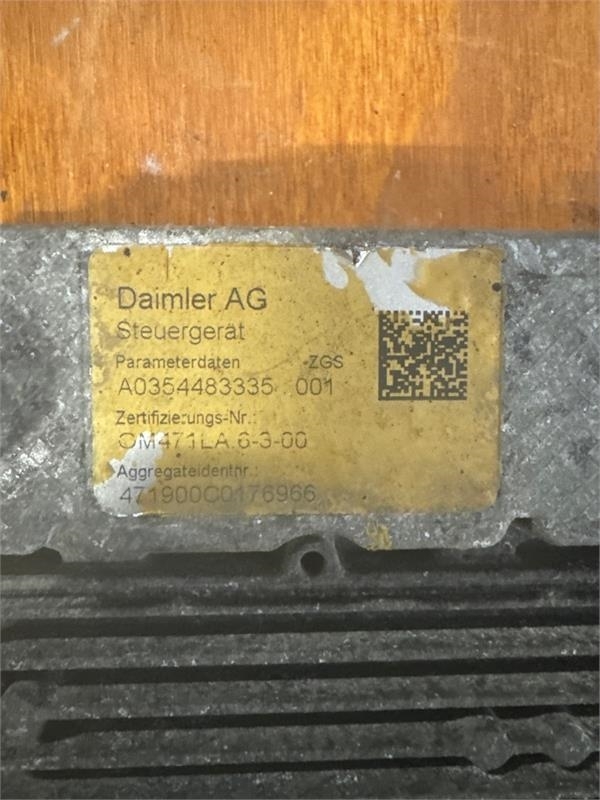 Daimler AG
Steuergerät
Parameterdaten ZGS
A0354483335 001
Zertifizierungs-Nr.:
OM471LA.6-3-00
Aggregateidentnr.:
471900C0176966